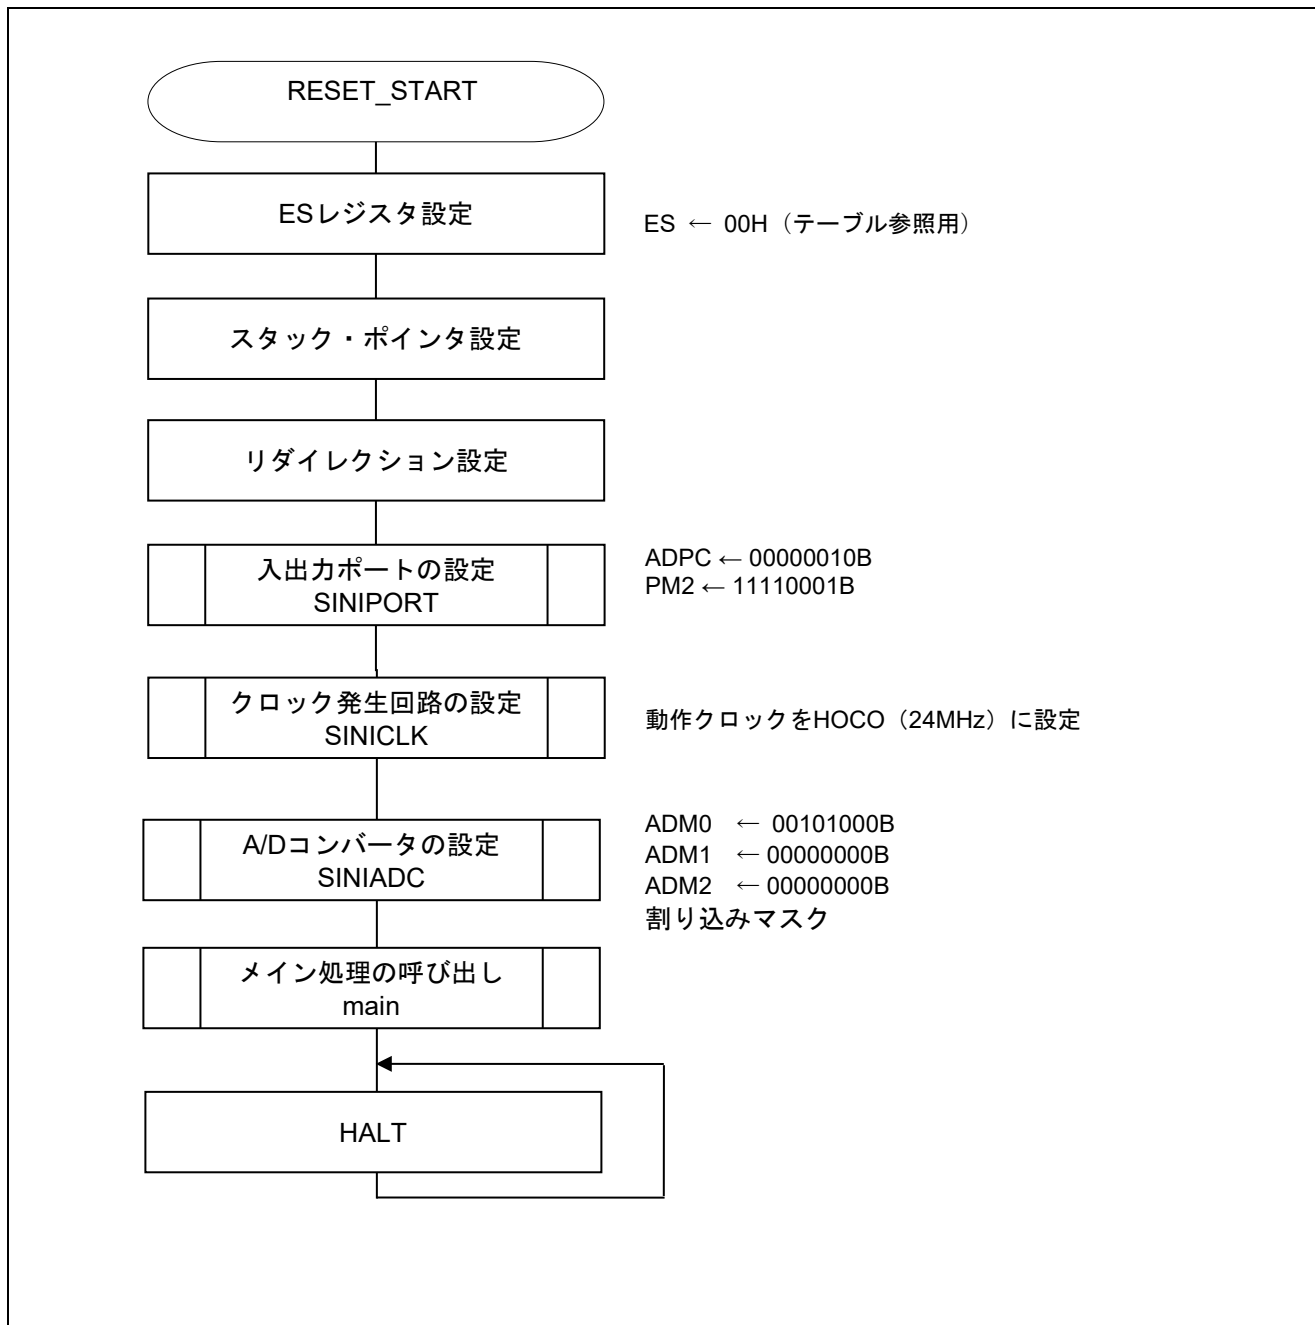 RESET_START
ESレジスタ設定
ES ← 00H（テーブル参照用）
スタック・ポインタ設定
リダイレクション設定
入出力ポートの設定
SINIPORT
ADPC ← 00000010B
PM2 ← 11110001B
クロック発生回路の設定
SINICLK
動作クロックをHOCO（24MHz）に設定
A/Dコンバータの設定
SINIADC
ADM0 ← 00101000B
ADM1 ← 00000000B
ADM2 ← 00000000B
割り込みマスク
メイン処理の呼び出し
main
HALT